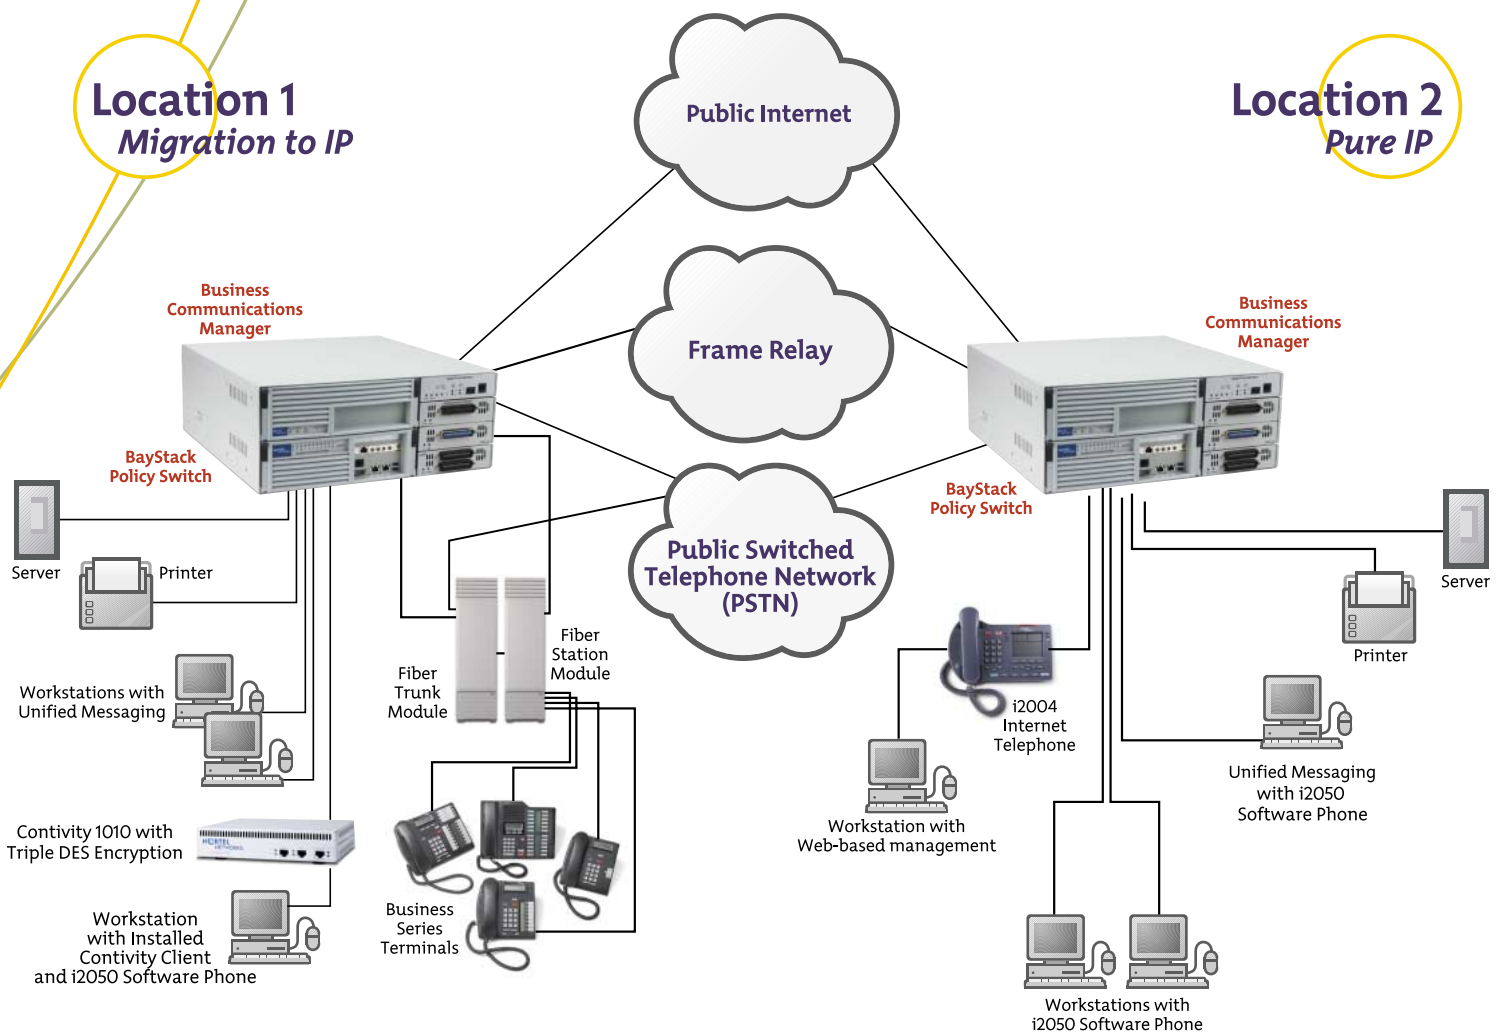 Location 1
Migration to IP
Public Internet
Location 2
Pure IP
Business
Communications
Manager
Frame Relay
Business
Communications
Manager
BayStack
Policy Switch
BayStack
Policy Switch
Server
Printer
Public Switched
Telephone Network
(PSTN)
Server
Printer
Fiber
Station
Module
Fiber
Trunk
Module
Workstations with
Unified Messaging
i2004
Internet
Telephone
Unified Messaging
with i2050
Software Phone
Contivity 1010 with
Triple DES Encryption
NORTEL
NETWORKS
Workstation with
Web-based management
Business
Series
Terminals
Workstation
with Installed
Contivity Client
and i2050 Software Phone
Workstations with
i2050 Software Phone